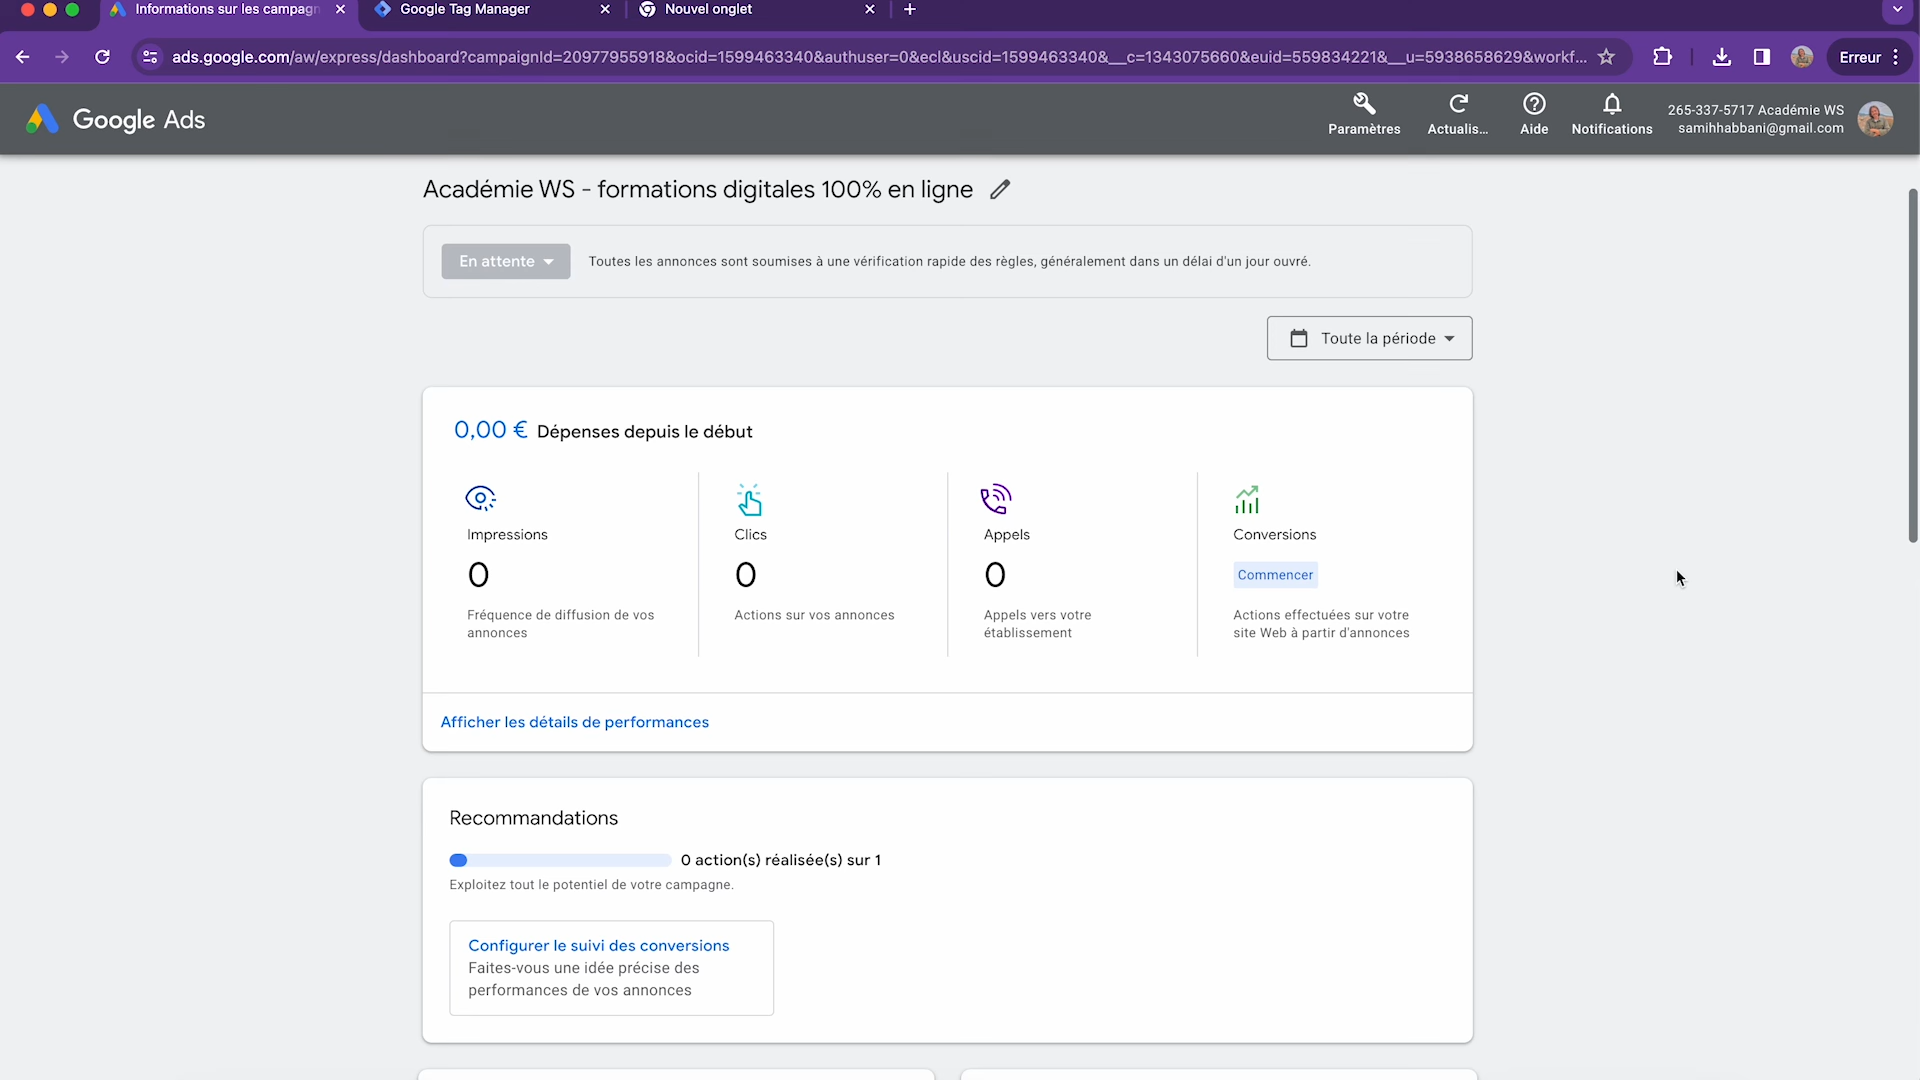 Informations sur les campagn
Google Tag Manager
Nouvel onglet
ads.google.com/aw/express/dashboard?campaignId=20977955918&ocid=1599463340&authuser=0&ecl&uscid=1599463340&__c=1343075660&euid=559834221&__u=5938658629&workf...
Erreur
Google Ads
Paramètres
Actualis...
Aide
Notifications
265-337-5717 Académie WS
samihhabbani@gmail.com
Académie WS - formations digitales 100% en ligne
En attente
Toutes les annonces sont soumises à une vérification rapide des règles, généralement dans un délai d'un jour ouvré.
Toute la période
0,00 € Dépenses depuis le début
Impressions
0
Fréquence de diffusion de vos
annonces
Clics
0
Actions sur vos annonces
Appels
0
Appels vers votre
établissement
Conversions
Commencer
Actions effectuées sur votre
site Web à partir d'annonces
Afficher les détails de performances
Recommandations
0 action(s) réalisée(s) sur 1
Exploitez tout le potentiel de votre campagne.
Configurer le suivi des conversions
Faites-vous une idée précise des
performances de vos annonces